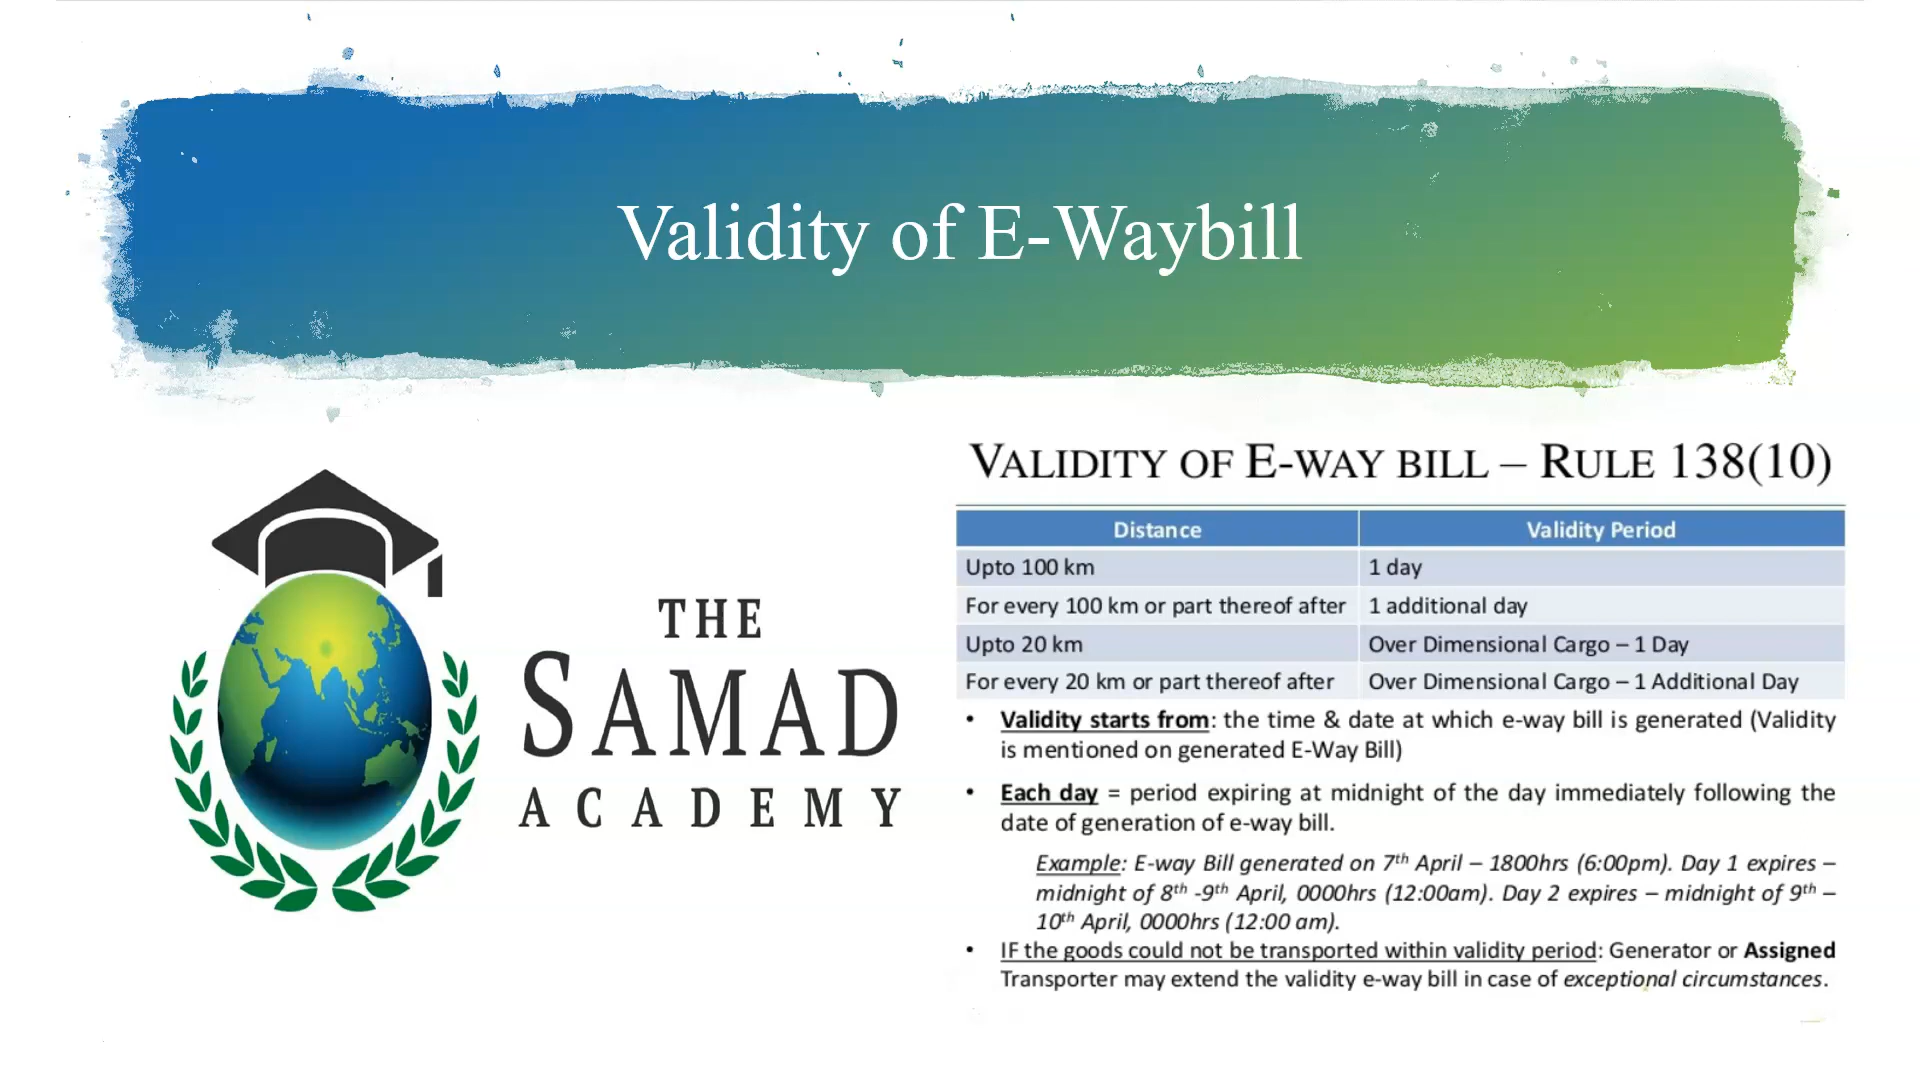 Validity of E-Waybill
THE
SAMAD
ACADEMY
VALIDITY OF E-WAY BILL – RULE 138(10)
Distance Validity Period
Upto 100 km 1 day
For every 100 km or part thereof after 1 additional day
Upto 20 km Over Dimensional Cargo – 1 Day
For every 20 km or part thereof after Over Dimensional Cargo – 1 Additional Day
• Validity starts from: the time & date at which e-way bill is generated (Validity
is mentioned on generated E-Way Bill)
• Each day = period expiring at midnight of the day immediately following the
date of generation of e-way bill.
Example: E-way Bill generated on 7th April – 1800hrs (6:00pm). Day 1 expires –
midnight of 8th -9th April, 0000hrs (12:00am). Day 2 expires – midnight of 9th –
10th April, 0000hrs (12:00 am).
• IF the goods could not be transported within validity period: Generator or Assigned
Transporter may extend the validity e-way bill in case of exceptional circumstances.